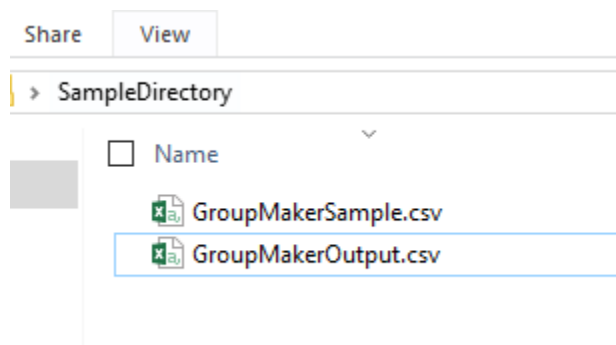 Share View
SampleDirectory
Name
GroupMakerSample.csv
GroupMakerOutput.csv